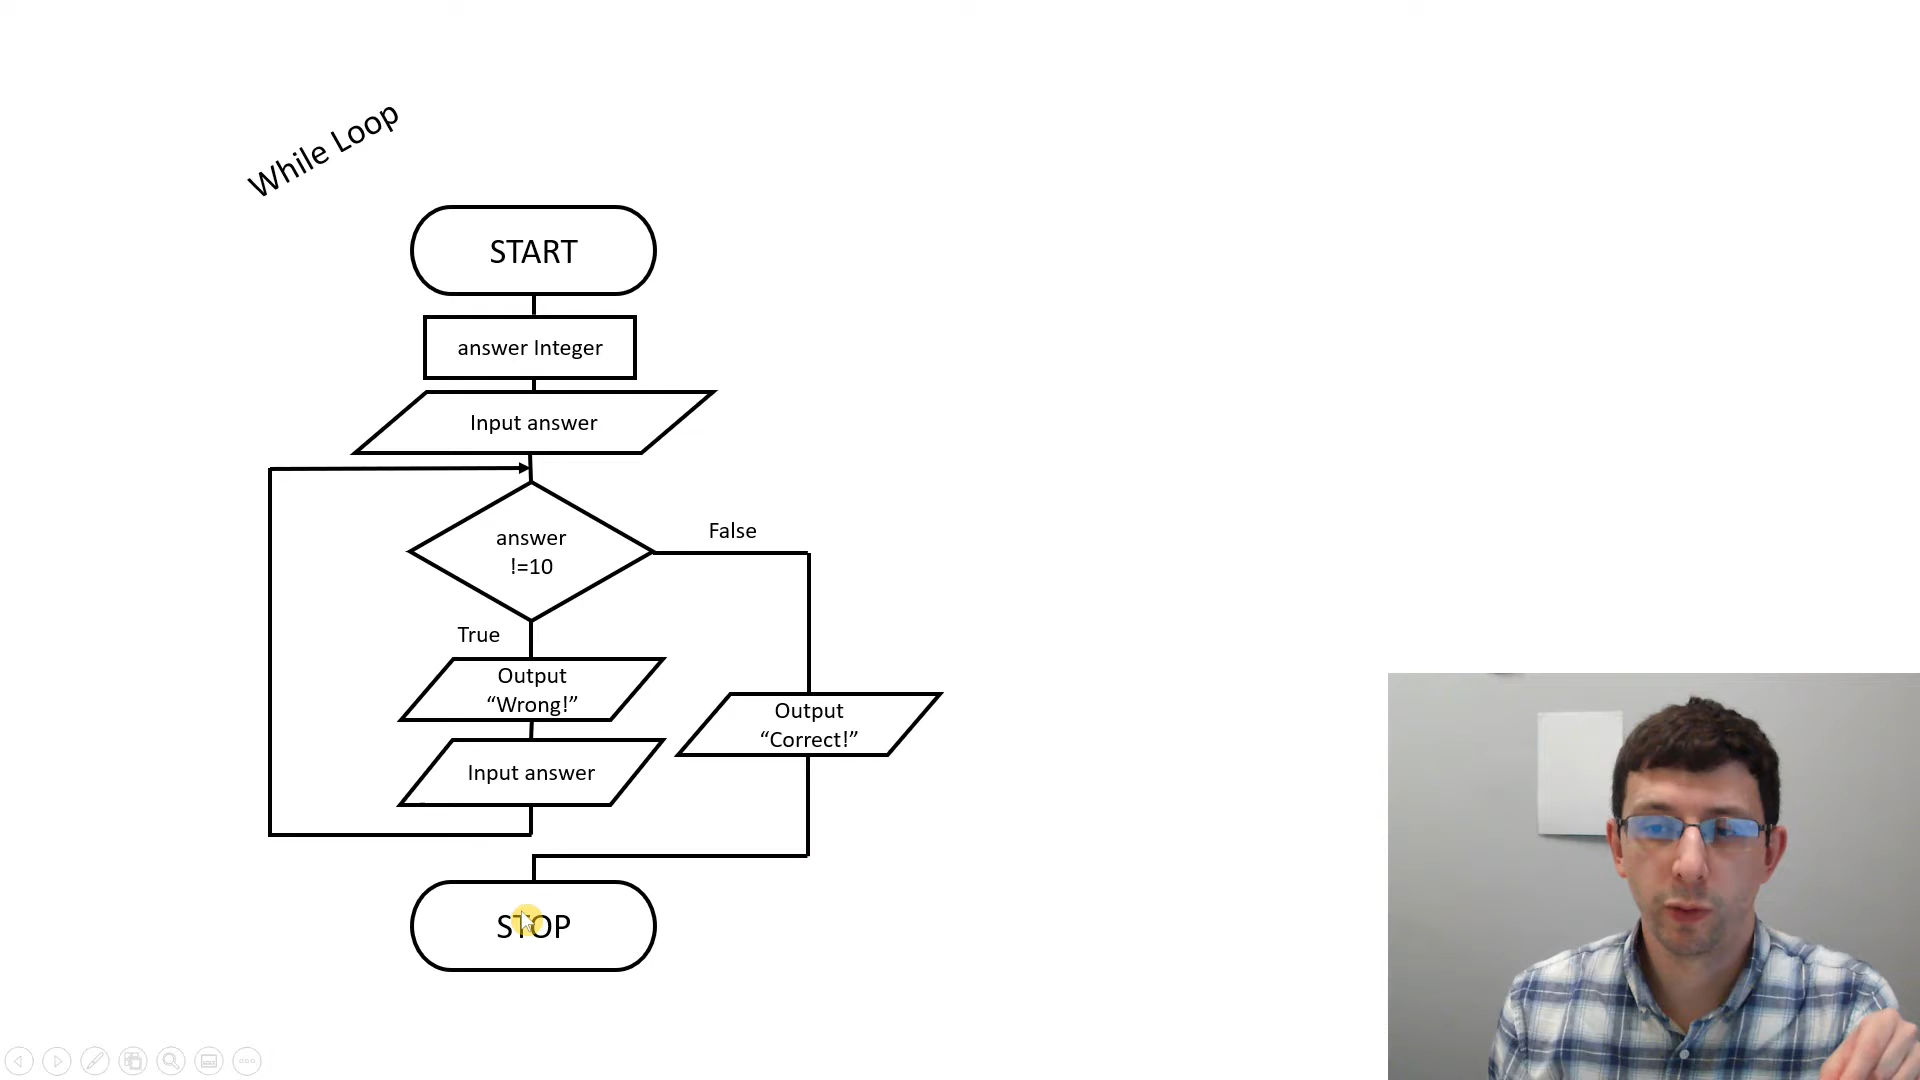 While Loop
START
answer Integer
Input answer
answer
!=10
False
True
Output
“Wrong!”
Output
“Correct!”
Input answer
STOP